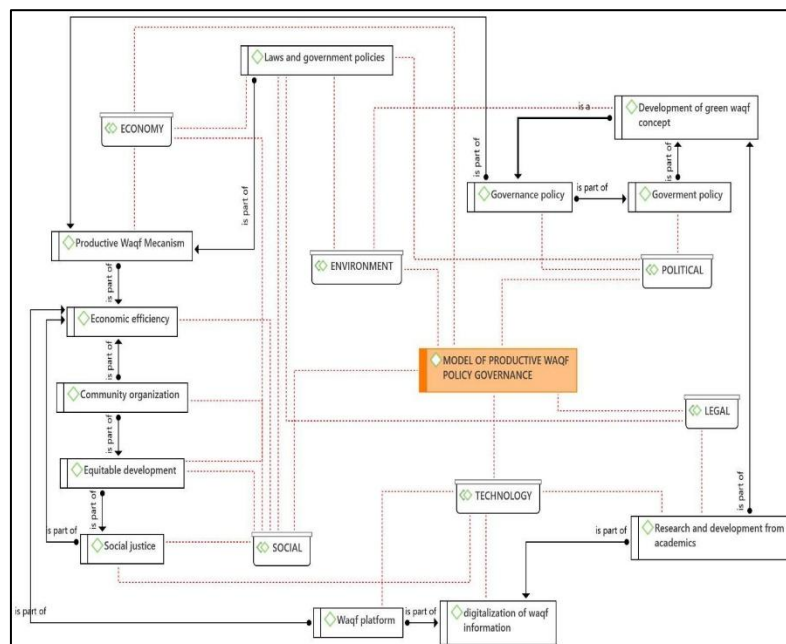 Laws and government policies
is part of
is a
Development of green waqf
concept
ECONOMY
is part of
is part of
Governance policy
is part of
Goverment policy
is part of
Productive Waqf Mecanism
ENVIRONMENT
POLITICAL
is part of
Economic efficiency
is part of
MODEL OF PRODUCTIVE WAQF
POLICY GOVERNANCE
Community organization
LEGAL
is part of
Equitable development
is part of
TECHNOLOGY
is part of
is part of
Social justice
SOCIAL
is part of
Research and development from
academics
is part of
Waqf platform
is part of
digitalization of waqf
information